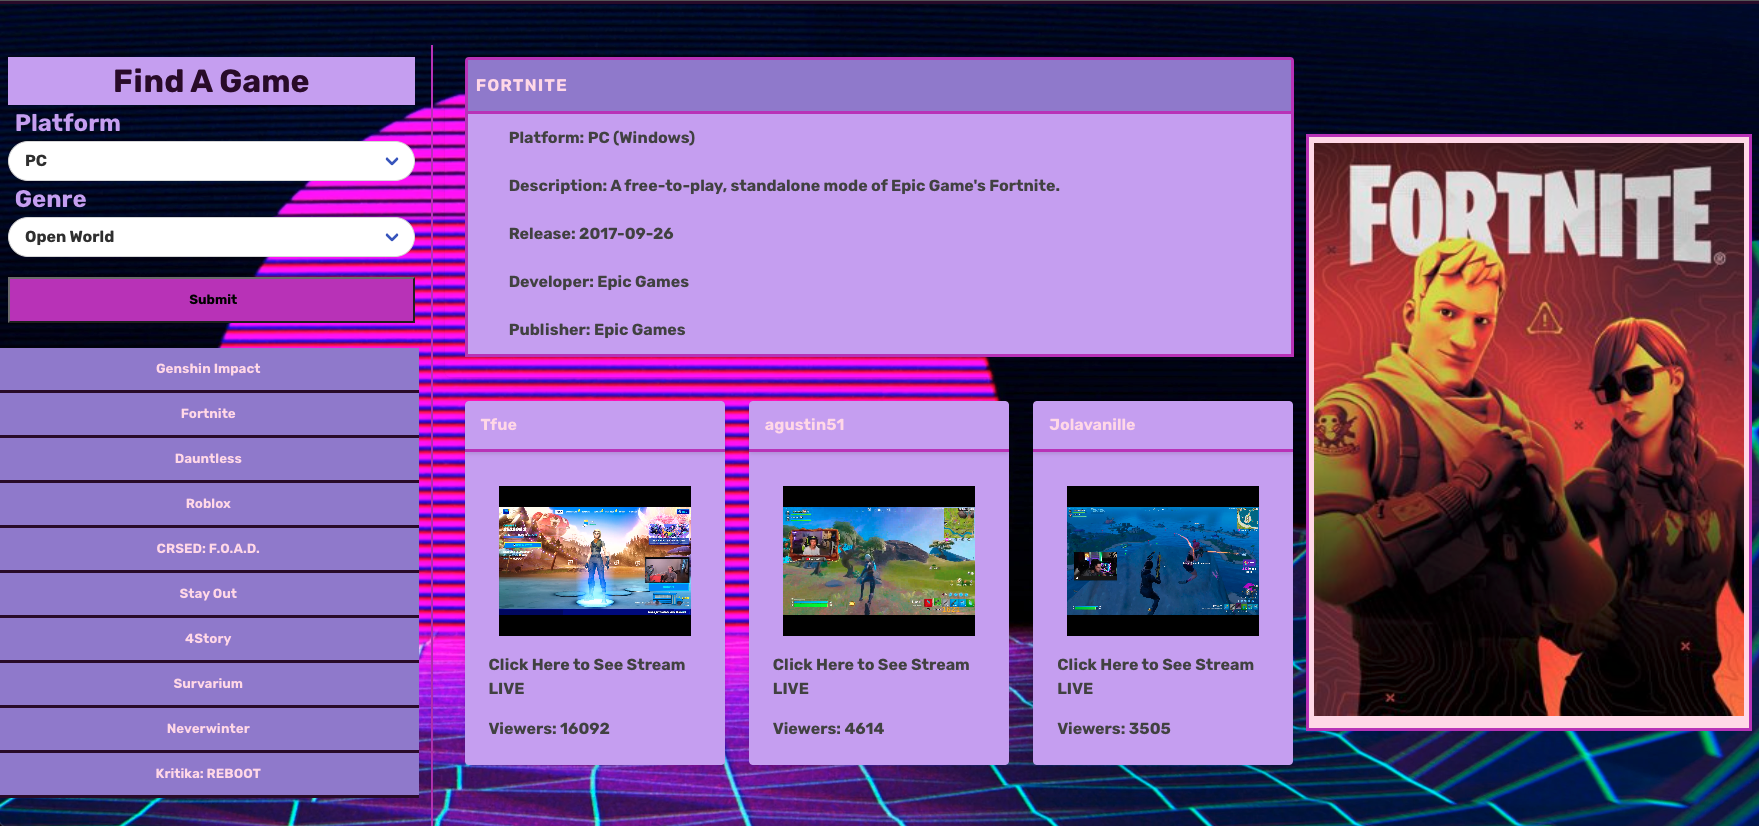 Find A Game
Platform
PC
Genre
Open World
Submit
Genshin Impact
Fortnite
Dauntless
Roblox
CRSED: F.O.A.D.
Stay Out
4Story
Survarium
Neverwinter
Kritika: REBOOT
FORTNITE
Platform: PC (Windows)
Description: A free-to-play, standalone mode of Epic Game's Fortnite.
Release: 2017-09-26
Developer: Epic Games
Publisher: Epic Games
Tfue
Click Here to See Stream
LIVE
Viewers: 16092
agustin51
Click Here to See Stream
LIVE
Viewers: 4614
Jolavanille
Click Here to See Stream
LIVE
Viewers: 3505
FORTNITE®